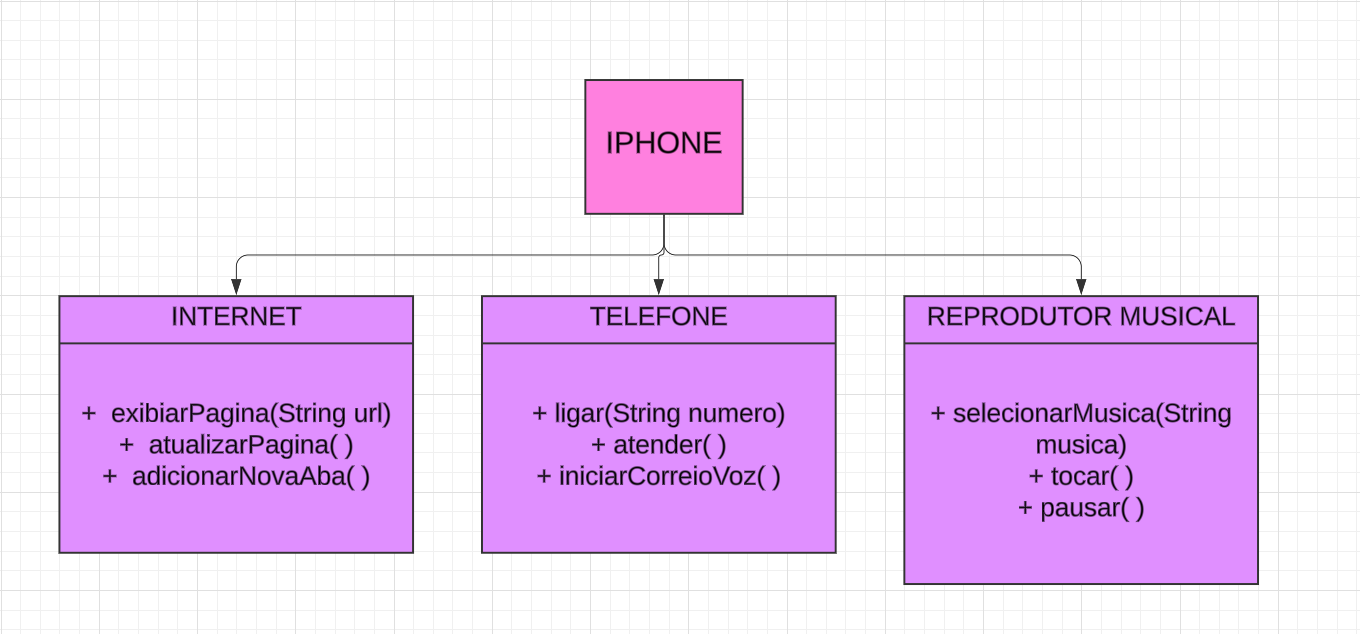 IPHONE
INTERNET
+ exibiarPagina(String url)
+ atualizarPagina( )
+ adicionarNovaAba( )
TELEFONE
+ ligar(String numero)
+ atender( )
+ iniciarCorreioVoz( )
REPRODUTOR MUSICAL
+ selecionarMusica(String
musica)
+ tocar( )
+ pausar( )